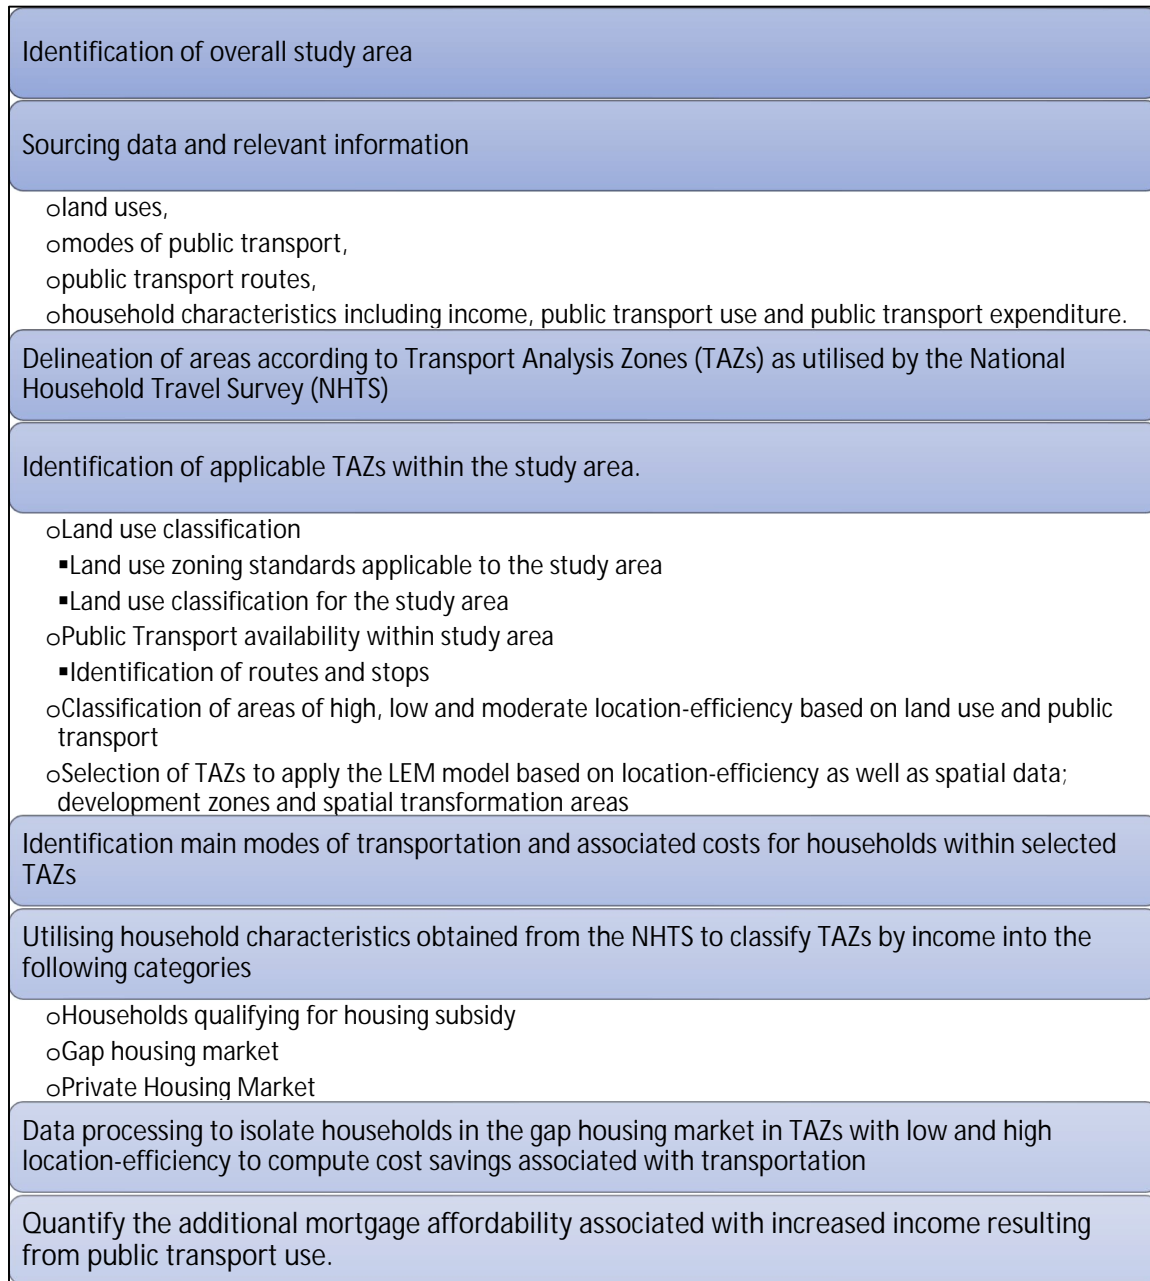 Identification of overall study area
Sourcing data and relevant information
oland uses,
omodes of public transport,
opublic transport routes,
ohousehold characteristics including income, public transport use and public transport expenditure.
Delineation of areas according to Transport Analysis Zones (TAZs) as utilised by the National
Household Travel Survey (NHTS)
Identification of applicable TAZs within the study area.
oLand use classification
▪Land use zoning standards applicable to the study area
▪Land use classification for the study area
oPublic Transport availability within study area
▪Identification of routes and stops
oClassification of areas of high, low and moderate location-efficiency based on land use and public
transport
oSelection of TAZs to apply the LEM model based on location-efficiency as well as spatial data;
development zones and spatial transformation areas
Identification main modes of transportation and associated costs for households within selected
TAZs
Utilising household characteristics obtained from the NHTS to classify TAZs by income into the
following categories
oHouseholds qualifying for housing subsidy
oGap housing market
oPrivate Housing Market
Data processing to isolate households in the gap housing market in TAZs with low and high
location-efficiency to compute cost savings associated with transportation
Quantify the additional mortgage affordability associated with increased income resulting
from public transport use.